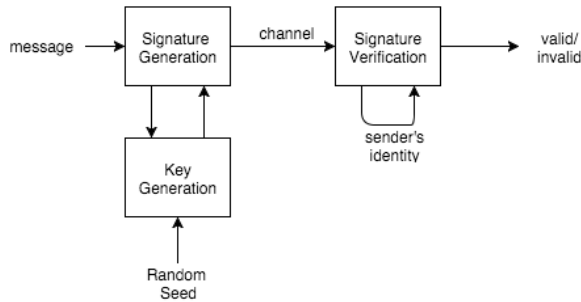 message
Signature
Generation
channel
Signature
Verification
valid/
invalid
sender's
identity
Key
Generation
Random
Seed